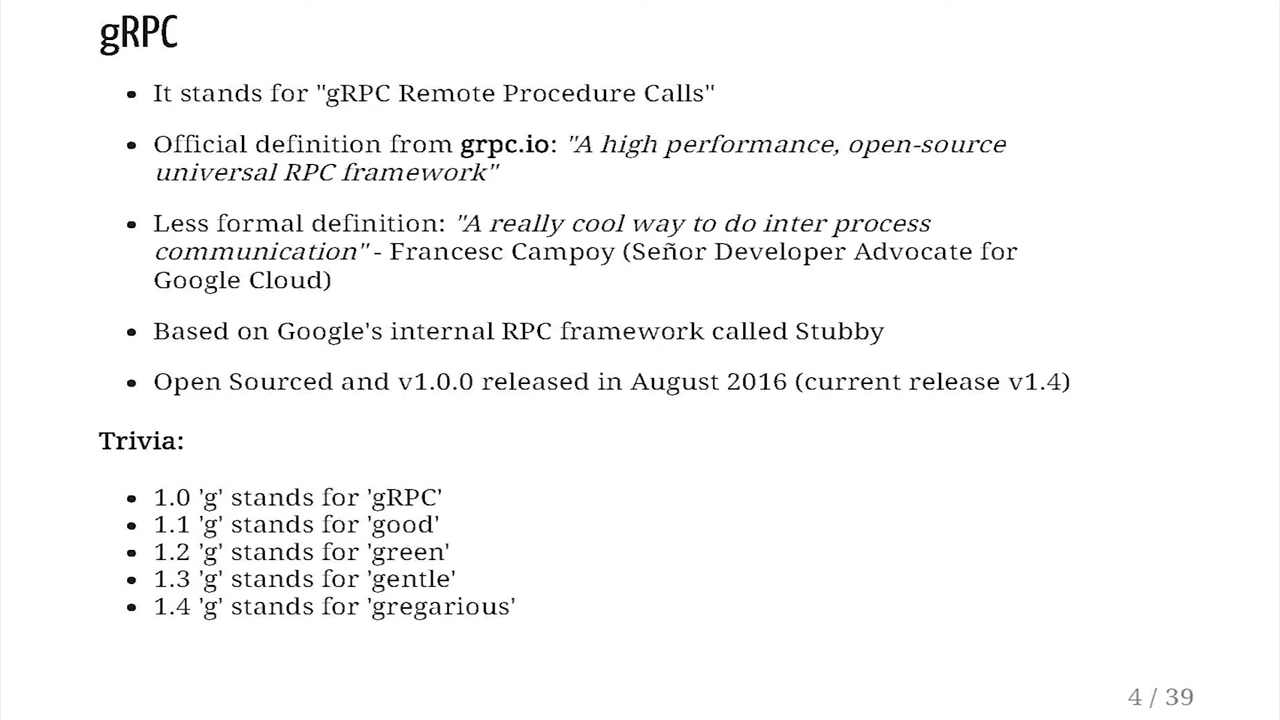 gRPC
It stands for "gRPC Remote Procedure Calls"
Official definition from grpc.io: "A high performance, open-source
universal RPC framework"
Less formal definition: "A really cool way to do inter process
communication" - Francesc Campoy (Señor Developer Advocate for
Google Cloud)
Based on Google's internal RPC framework called Stubby
Open Sourced and v1.0.0 released in August 2016 (current release v1.4)
Trivia:
1.0 'g' stands for 'gRPC'
1.1 'g' stands for 'good'
1.2 'g' stands for 'green'
1.3 'g' stands for 'gentle'
1.4 'g' stands for 'gregarious'
4 / 39